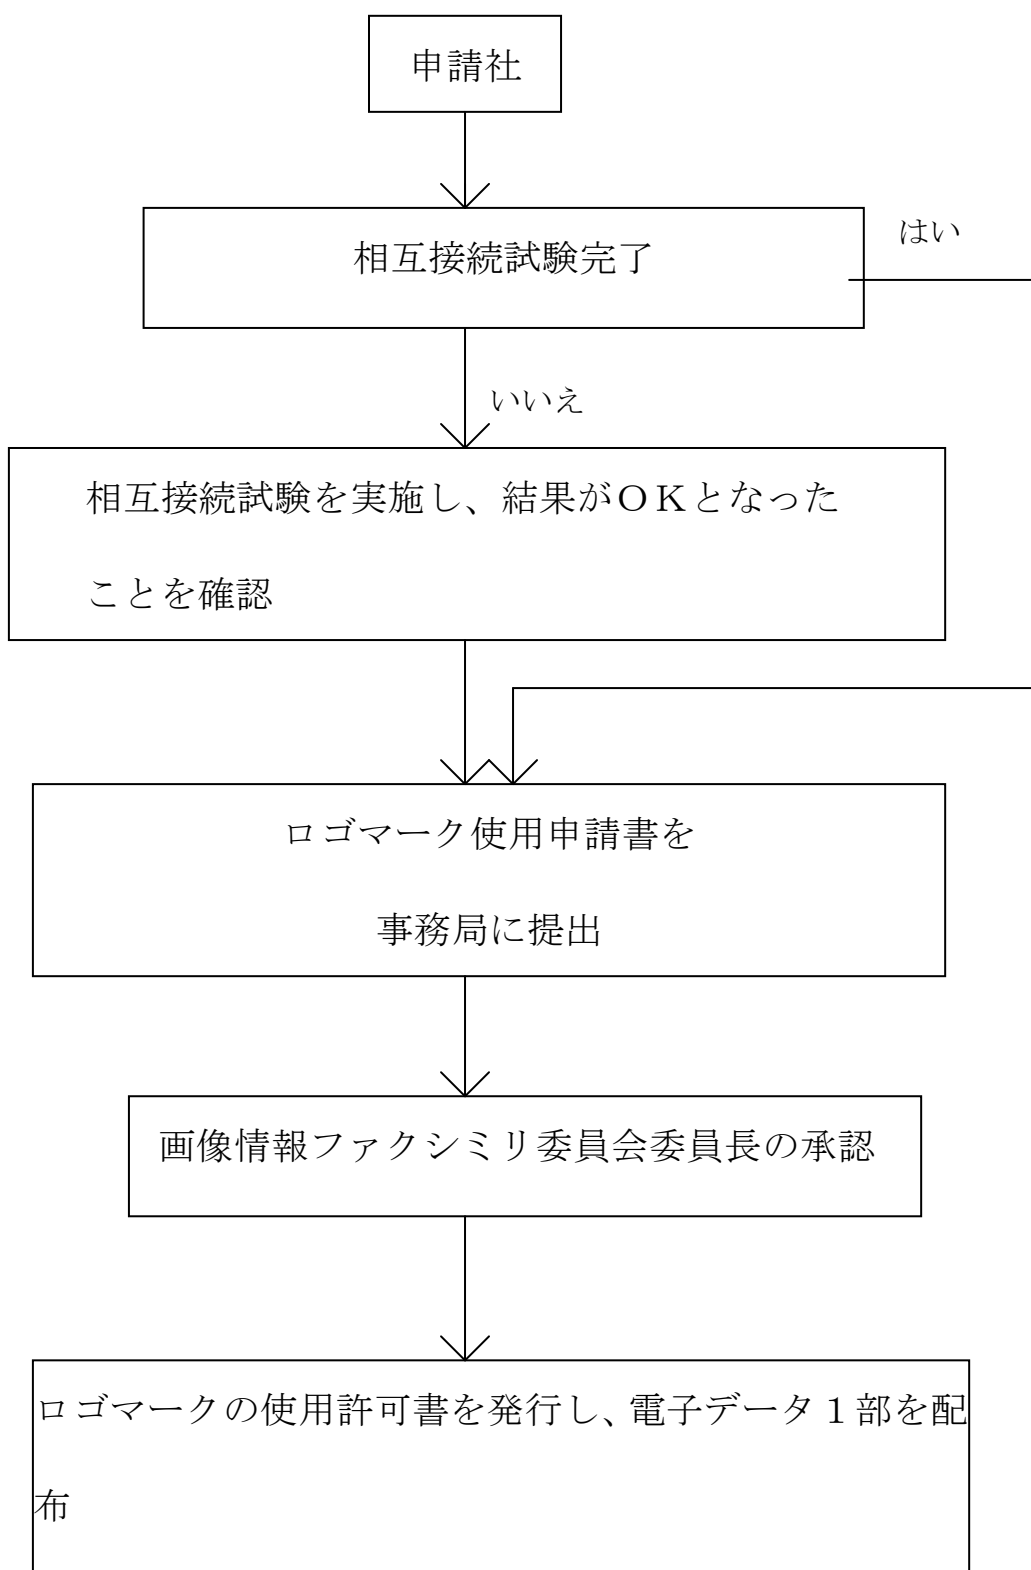 申請社
相互接続試験完了
はい
いいえ
相互接続試験を実施し、結果がＯＫとなった
ことを確認
ロゴマーク使用申請書を
事務局に提出
画像情報ファクシミリ委員会委員長の承認
ロゴマークの使用許可書を発行し、電子データ１部を配
布